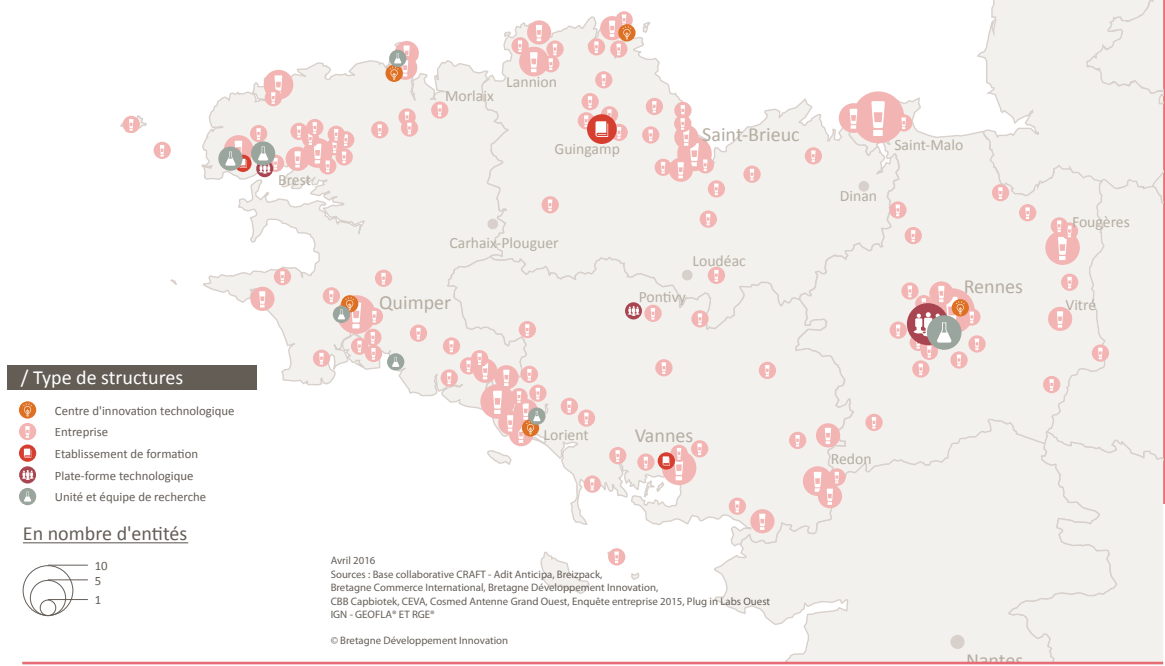 Lannion
Morlaix
Saint-Brieuc
Saint-Malo
Guingamp
Brest
Dinan
Fougères
Carhaix-Plouguer
Loudéac
Quimper
Pontivy
Rennes
Vitré
/ Type de structures
Centre d'innovation technologique
Entreprise
Etablissement de formation
Plate-forme technologique
Unité et équipe de recherche
Lorient
Vannes
Redon
En nombre d'entités
10
5
1
Avril 2016
Sources : Base collaborative CRAFT - Adit Anticipa, Breizpack,
Bretagne Commerce International, Bretagne Développement Innovation,
CBB Capbiotek, CEVA, Cosmed Antenne Grand Ouest, Enquête entreprise 2015, Plug in Labs Ouest
IGN - GEOFLA® ET RGE®
© Bretagne Développement Innovation
Nantes